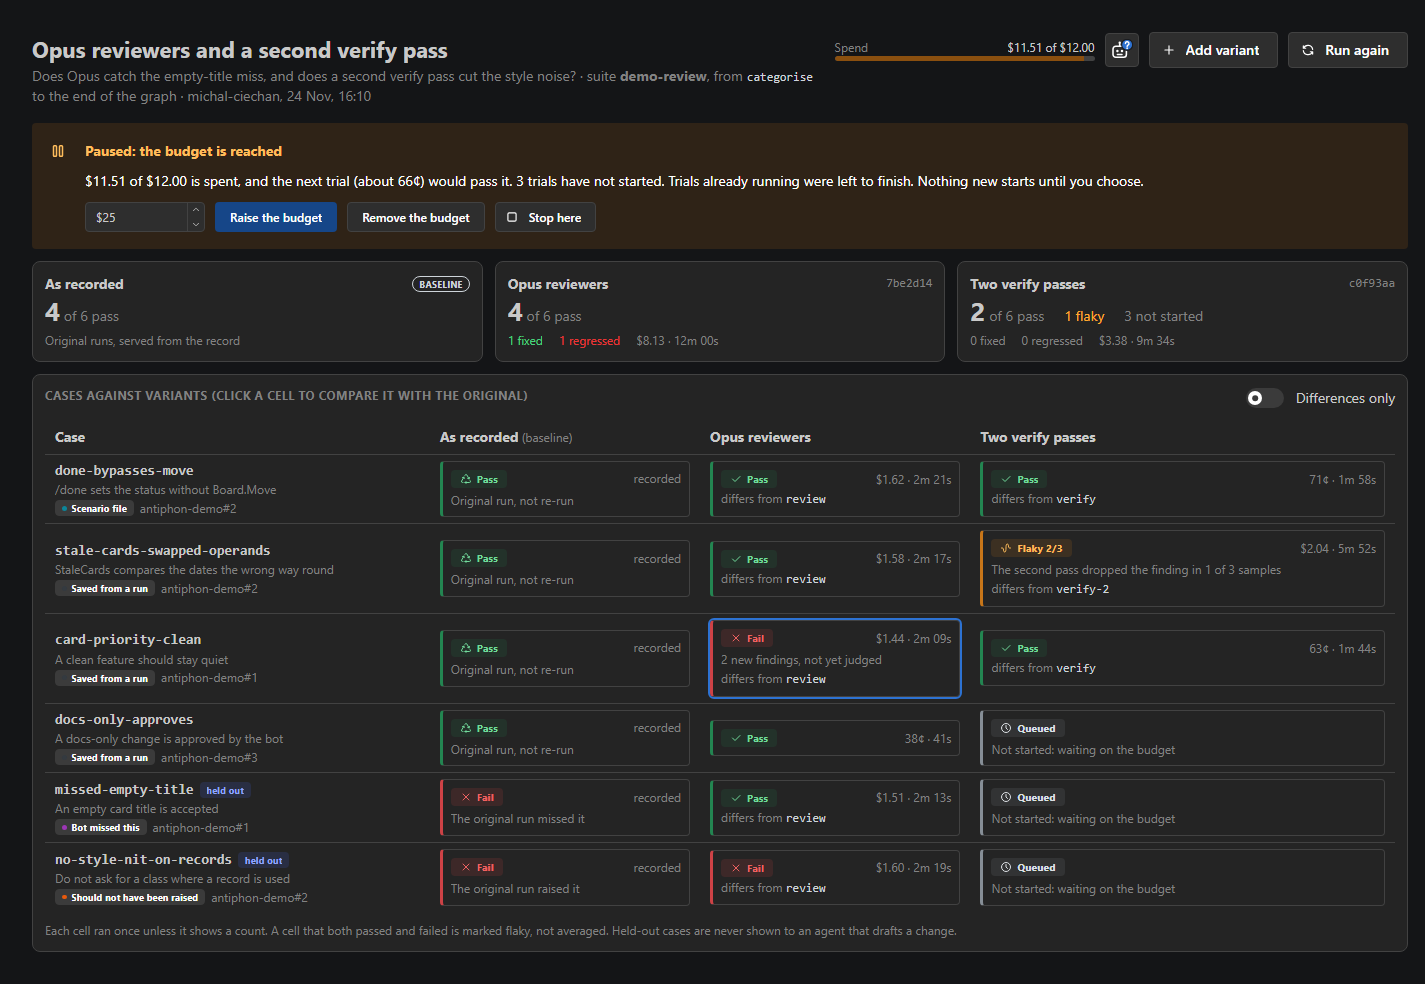 Opus reviewers and a second verify pass
Does Opus catch the empty-title miss, and does a second verify pass cut the style noise? · suite demo-review, from categorise
to the end of the graph · michal-ciechan, 24 Nov, 16:10
Spend $11.51 of $12.00
Add variant
Run again
Paused: the budget is reached
$11.51 of $12.00 is spent, and the next trial (about 66¢) would pass it. 3 trials have not started. Trials already running were left to finish. Nothing new starts until you choose.
$25 Raise the budget Remove the budget Stop here
As recorded BASELINE
4 of 6 pass
Original runs, served from the record
Opus reviewers 7be2d14
4 of 6 pass
1 fixed 1 regressed $8.13 · 12m 00s
Two verify passes c0f93aa
2 of 6 pass 1 flaky 3 not started
0 fixed 0 regressed $3.38 · 9m 34s
CASES AGAINST VARIANTS (CLICK A CELL TO COMPARE IT WITH THE ORIGINAL)
Differences only
Case As recorded (baseline) Opus reviewers Two verify passes
done-bypasses-move
/done sets the status without Board.Move
Scenario file antiphon-demo#2
Pass recorded
Original run, not re-run
Pass $1.62 · 2m 21s
differs from review
Pass 71¢ · 1m 58s
differs from verify
stale-cards-swapped-operands
StaleCards compares the dates the wrong way round
Saved from a run antiphon-demo#2
Pass recorded
Original run, not re-run
Pass $1.58 · 2m 17s
differs from review
Flaky 2/3 $2.04 · 5m 52s
The second pass dropped the finding in 1 of 3 samples
differs from verify-2
card-priority-clean
A clean feature should stay quiet
Saved from a run antiphon-demo#1
Pass recorded
Original run, not re-run
Fail $1.44 · 2m 09s
2 new findings, not yet judged
differs from review
Pass 63¢ · 1m 44s
differs from verify
docs-only-approves
A docs-only change is approved by the bot
Saved from a run antiphon-demo#3
Pass recorded
Original run, not re-run
Pass 38¢ · 41s
Queued
Not started: waiting on the budget
missed-empty-title held out
An empty card title is accepted
Bot missed this antiphon-demo#1
Fail recorded
The original run missed it
Pass $1.51 · 2m 13s
differs from review
Queued
Not started: waiting on the budget
no-style-nit-on-records held out
Do not ask for a class where a record is used
Should not have been raised antiphon-demo#2
Fail recorded
The original run raised it
Fail $1.60 · 2m 19s
differs from review
Queued
Not started: waiting on the budget
Each cell ran once unless it shows a count. A cell that both passed and failed is marked flaky, not averaged. Held-out cases are never shown to an agent that drafts a change.